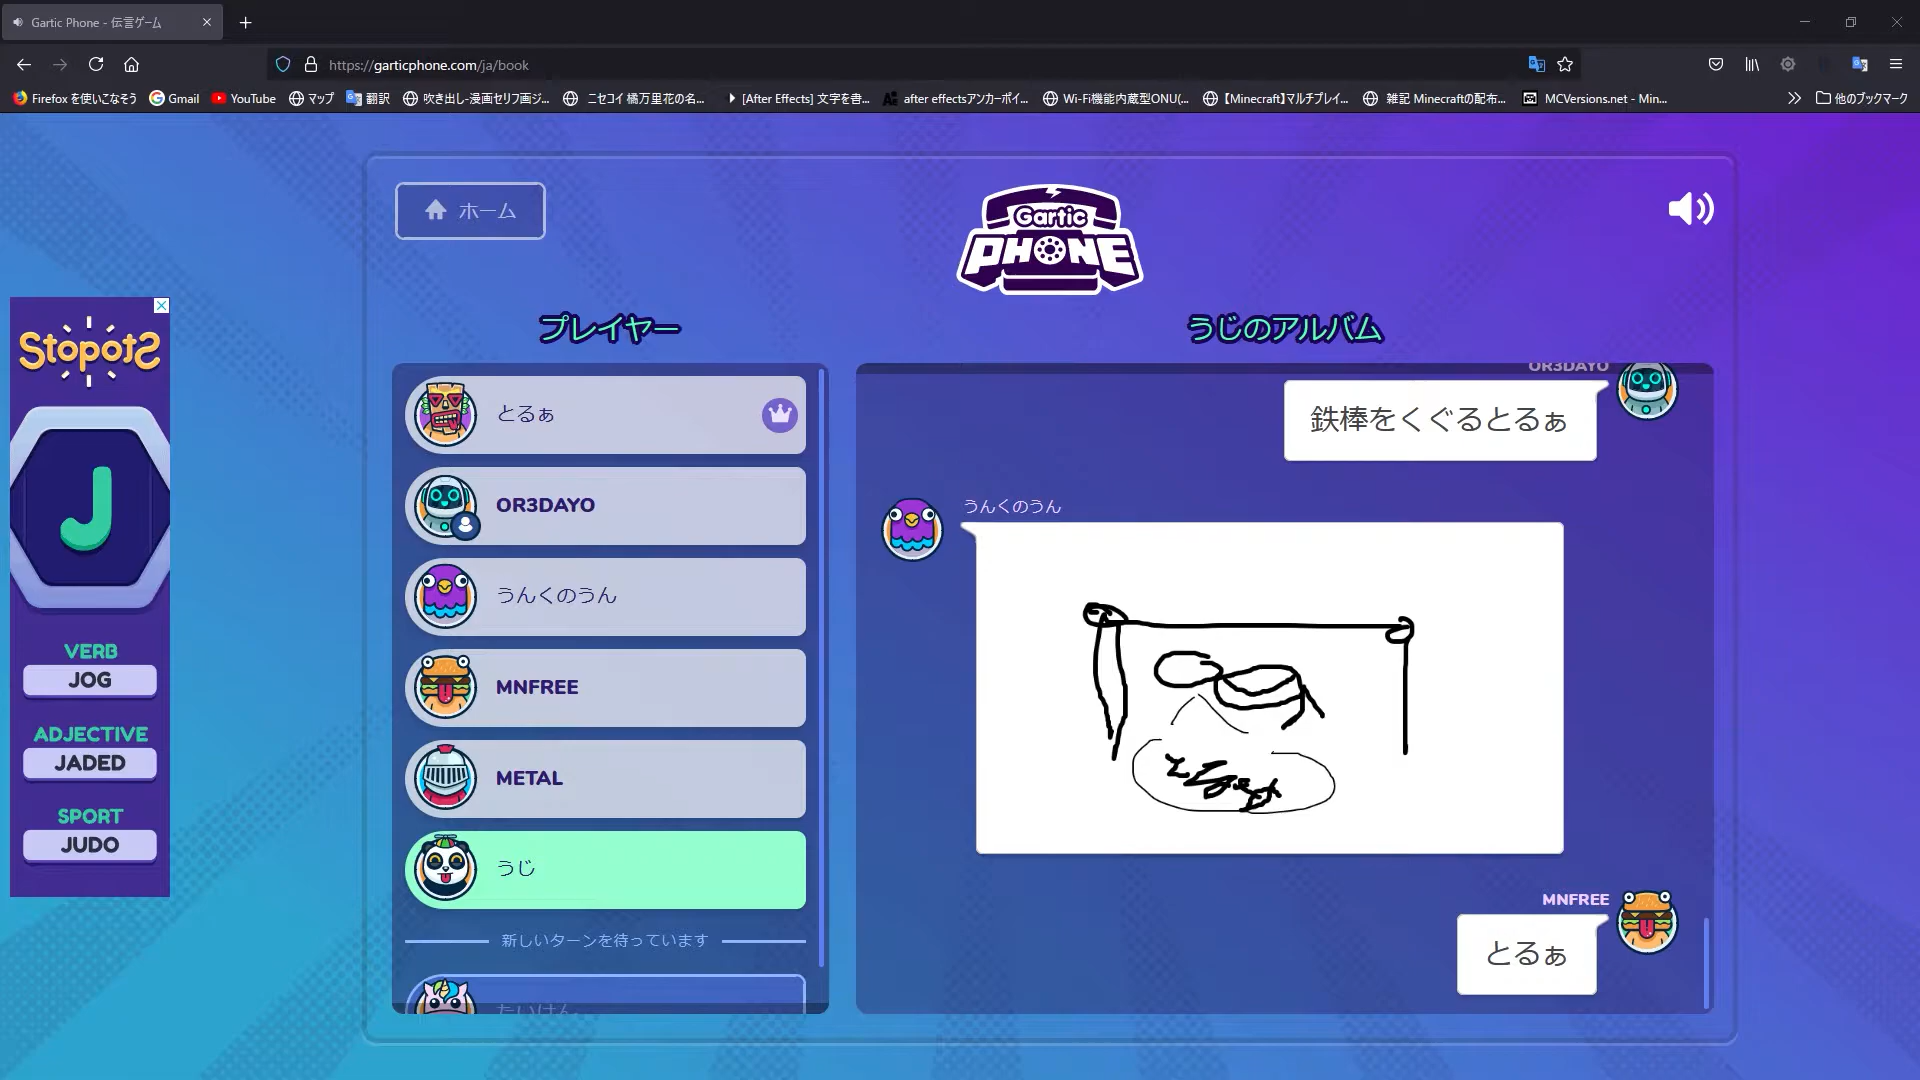 Gartic Phone - 伝言ゲーム
https://garticphone.com/ja/book
Firefox を使いこなそう
Gmail
YouTube
マップ
翻訳
吹き出し-漫画セリフ画ジ...
ニセコイ 橘万里花の名...
[After Effects] 文字を書...
after effectsアンカーポイ...
Wi-Fi機能内蔵型ONU(...
【Minecraft】マルチプレイ...
雑記 Minecraftの配布...
MCVersions.net - Min...
他のブックマーク
ホーム
Gartic
PHONE
プレイヤー
とるぁ
OR3DAYO
うんくのうん
MNFREE
METAL
うじ
新しいターンを待っています
たいけん
うじのアルバム
OR3DAYO
鉄棒をくぐるとるぁ
うんくのうん
MNFREE
とるぁ
StopotS
J
VERB
JOG
ADJECTIVE
JADED
SPORT
JUDO